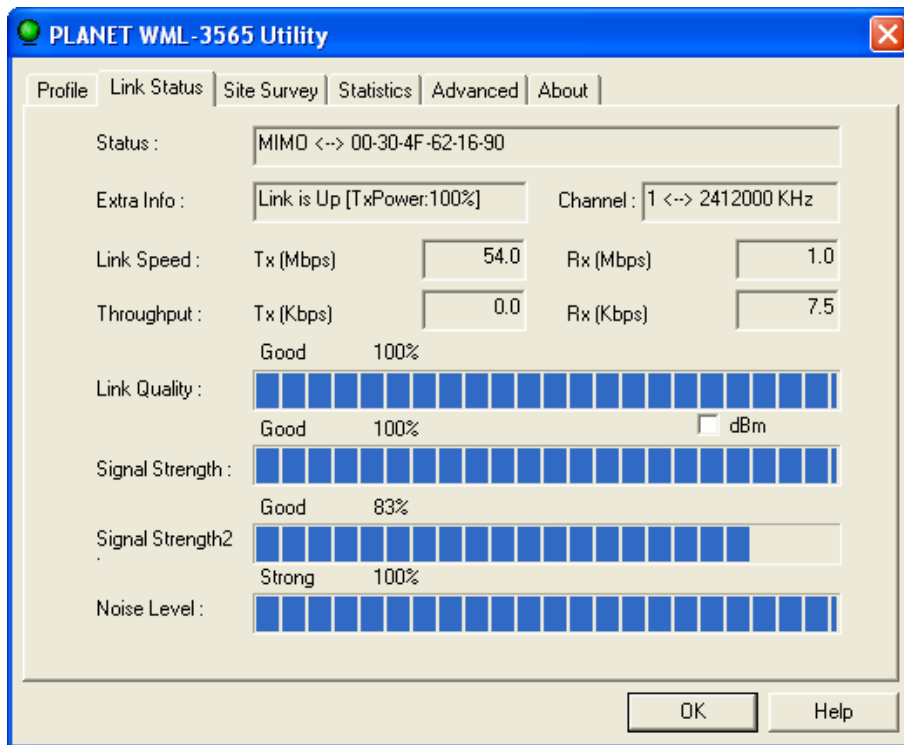 PLANET WML-3565 Utility
Profile Link Status Site Survey Statistics Advanced About
Status : MIMO <--> 00-30-4F-62-16-90
Extra Info : Link is Up [TxPower:100%] Channel : 1 <--> 2412000 KHz
Link Speed : Tx (Mbps) 54.0 Rx (Mbps) 1.0
Throughput : Tx (Kbps) 0.0 Rx (Kbps) 7.5
Good 100%
Link Quality :
Good 100% dBm
Signal Strength :
Good 83%
Signal Strength2
:
Strong 100%
Noise Level :
OK Help